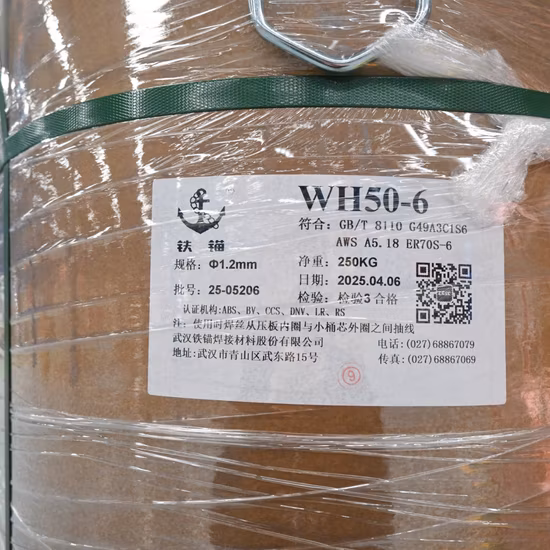 WH50-6
®
铁锚
符合: GB/T 8110 G49A3C1S6
AWS A5.18 ER70S-6
规格: Φ1.2mm
净重: 250KG
批号: 25-05206
日期: 2025.04.06
检验: 检验3合格
认证机构:ABS、BV、CCS、DNV、LR、RS
注: 使用时焊丝从压板内圈与小桶芯外圈之间抽线
武汉铁锚焊接材料股份有限公司
电话:(027)68867079
地址:武汉市青山区武东路15号
传真:(027)68867069
9